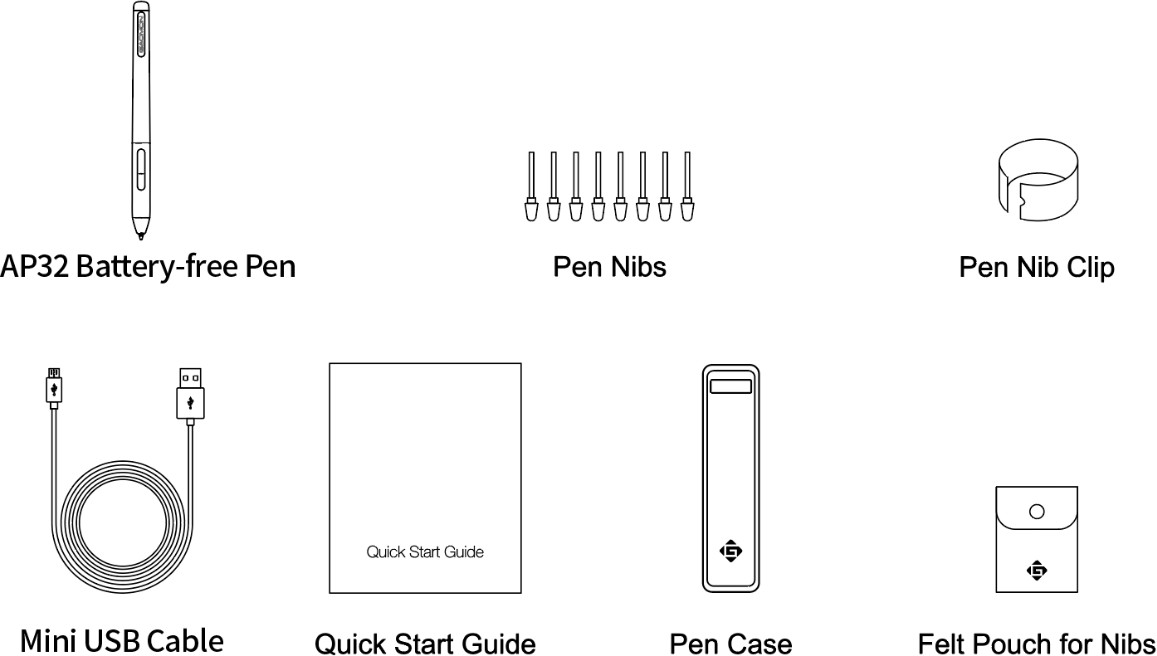 GAOMON
AP32 Battery-free Pen
Pen Nibs
Pen Nib Clip
Quick Start Guide
Mini USB Cable
Quick Start Guide
Pen Case
Felt Pouch for Nibs